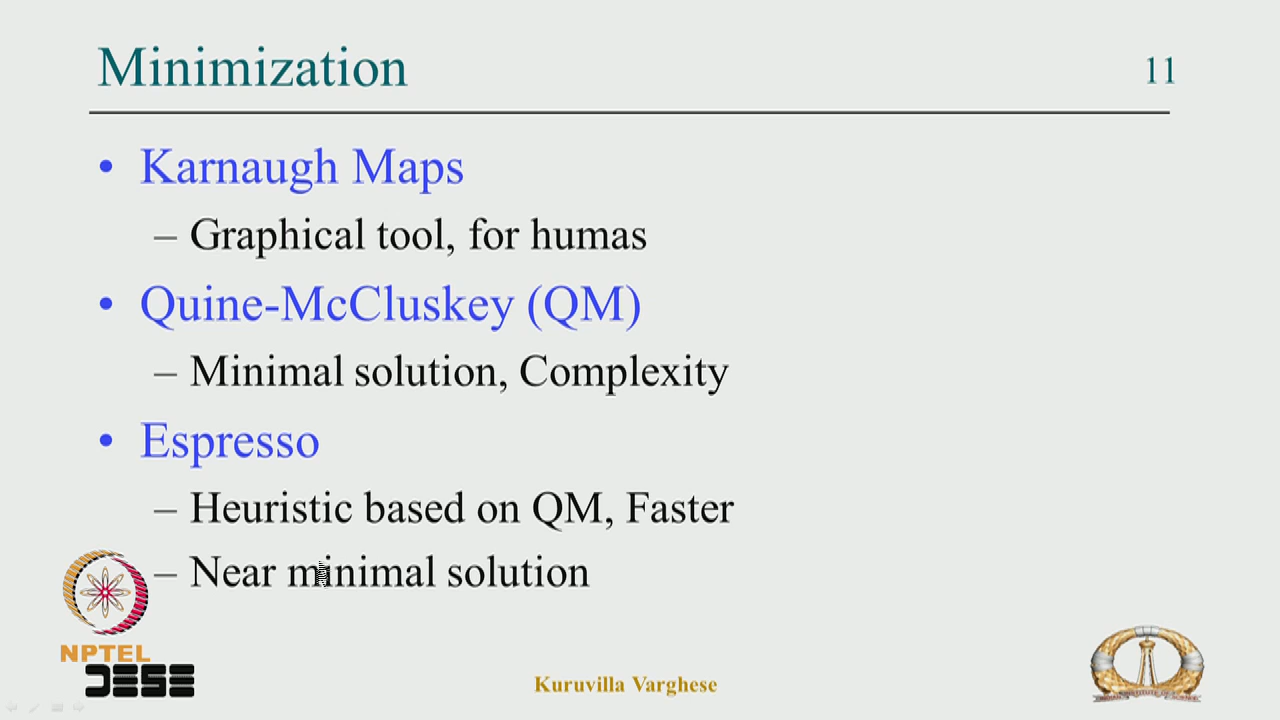 Minimization
11
• Karnaugh Maps
– Graphical tool, for humas
• Quine-McCluskey (QM)
– Minimal solution, Complexity
• Espresso
– Heuristic based on QM, Faster
– Near minimal solution
NPTEL
DESE
Kuruvilla Varghese